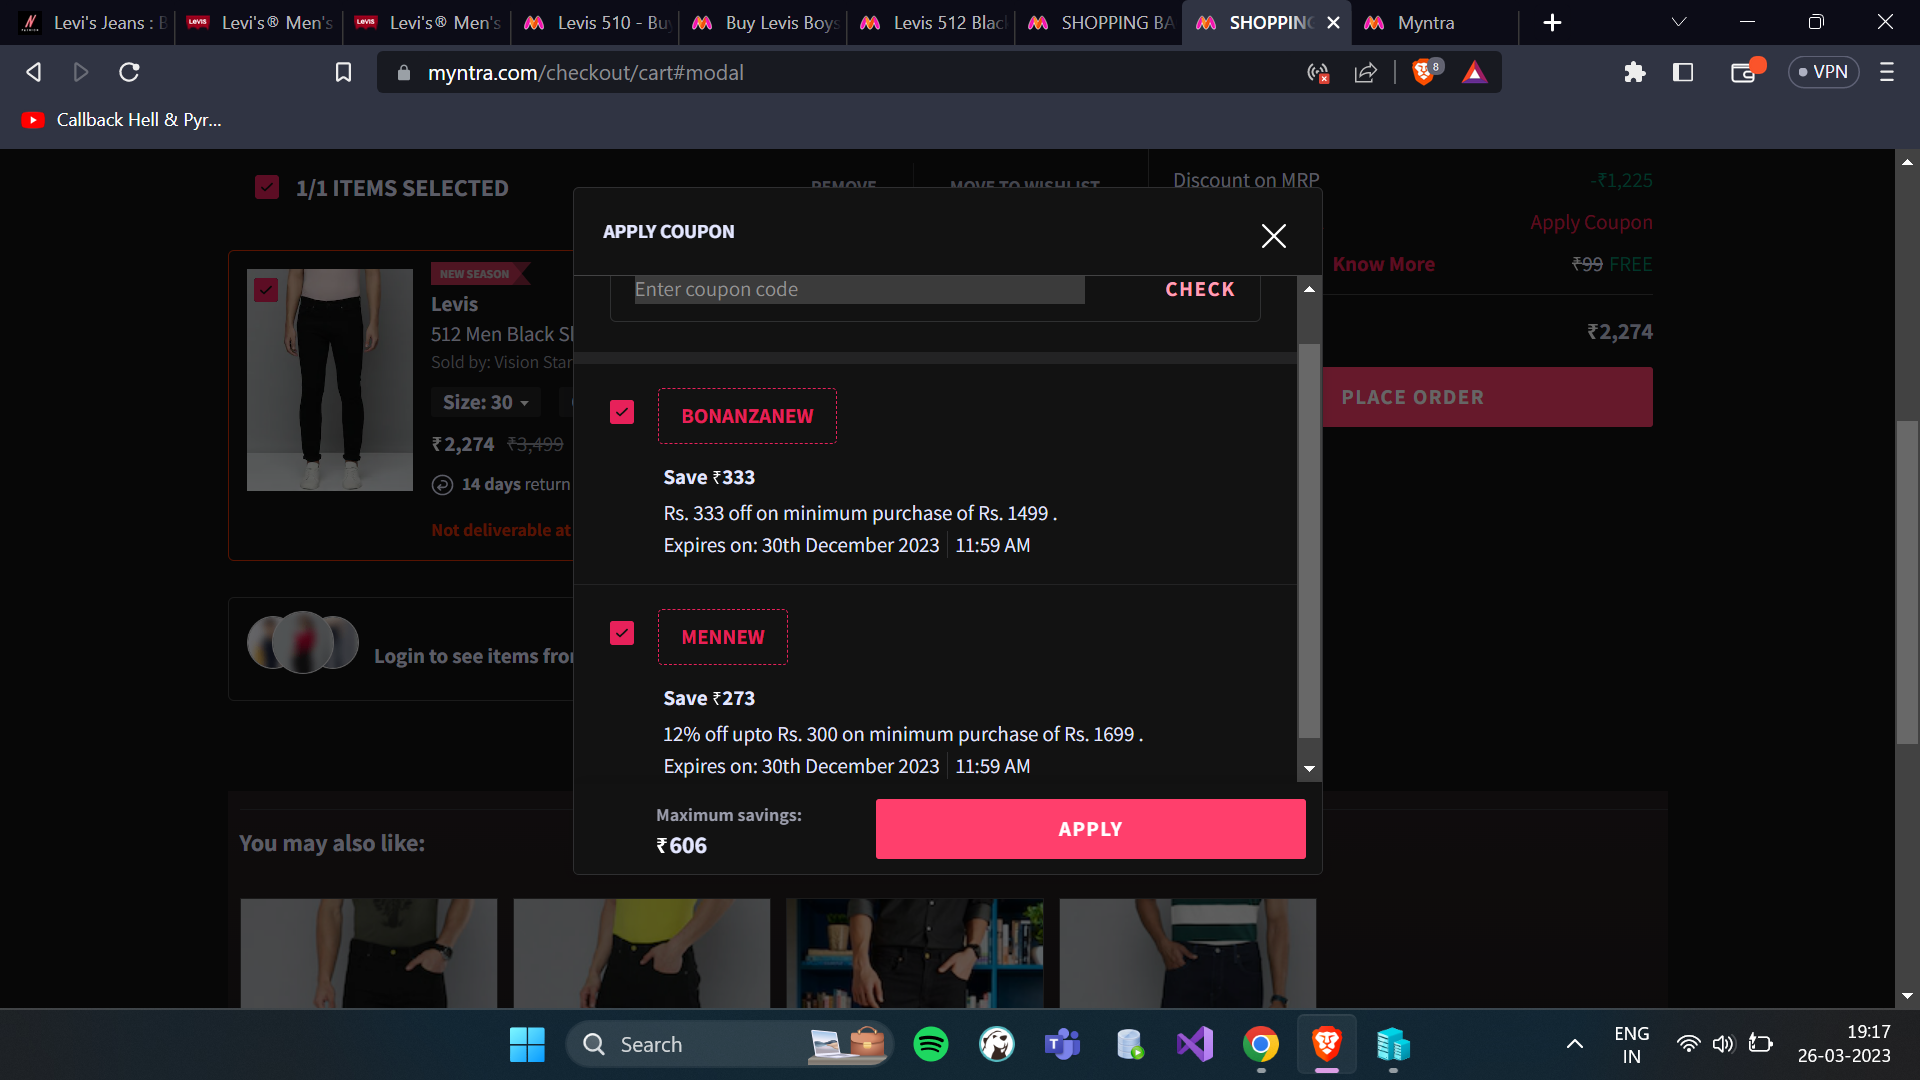 Levi's Jeans : B
Levi's® Men's
Levi's® Men's
Levis 510 - Buy
Buy Levis Boys
Levis 512 Blac
SHOPPING BA
SHOPPING
Myntra
myntra.com/checkout/cart#modal
8
VPN
Callback Hell & Pyr...
1/1 ITEMS SELECTED
REMOVE
MOVE TO WISHLIST
Discount on MRP
-₹1,225
Apply Coupon
Know More
₹99 FREE
₹2,274
PLACE ORDER
NEW SEASON
Levis
512 Men Black Sl
Sold by: Vision Star
Size: 30
₹2,274 ₹3,499
14 days return
Not deliverable at
Login to see items from
APPLY COUPON
Enter coupon code
CHECK
BONANZANEW
Save ₹333
Rs. 333 off on minimum purchase of Rs. 1499 .
Expires on: 30th December 2023 11:59 AM
MENNEW
Save ₹273
12% off upto Rs. 300 on minimum purchase of Rs. 1699 .
Expires on: 30th December 2023 11:59 AM
Maximum savings:
₹606
APPLY
You may also like:
Search
ENG
IN
19:17
26-03-2023